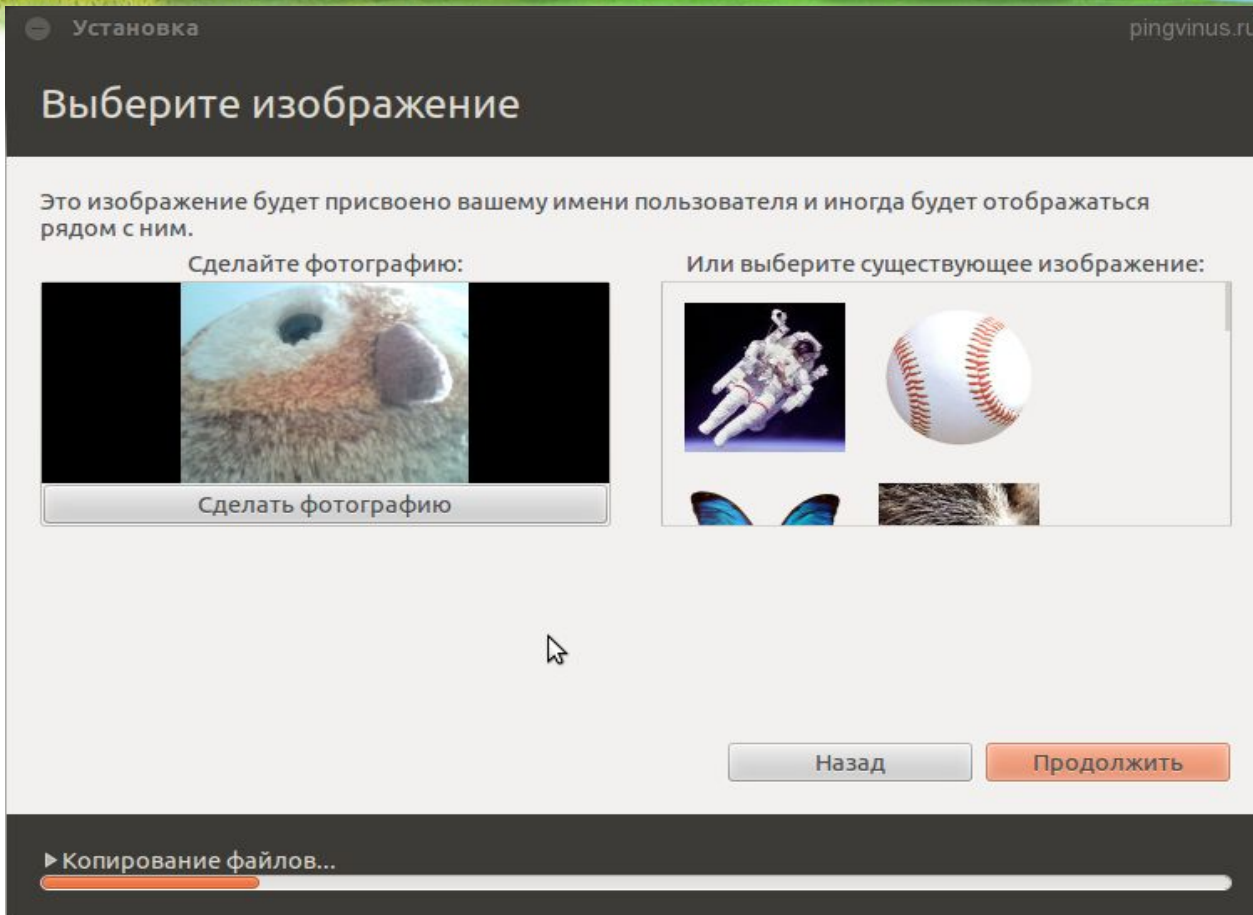 Установка
pingvinus.ru
Выберите изображение
Это изображение будет присвоено вашему имени пользователя и иногда будет отображаться
рядом с ним.
Сделайте фотографию:
Или выберите существующее изображение:
Сделать фотографию
Назад
Продолжить
Копирование файлов...